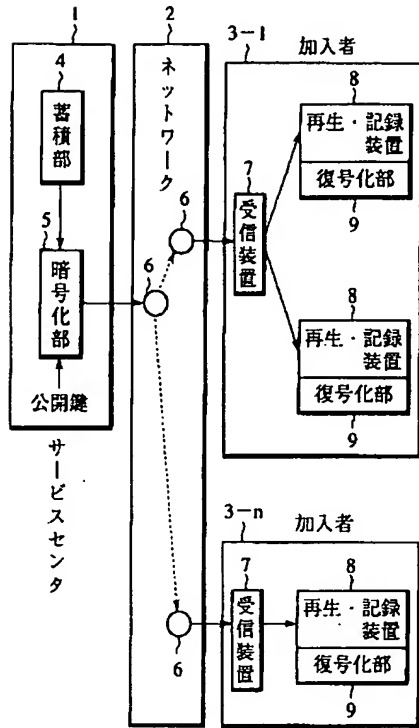 1
4
蓄積部
5
暗号化部
公開鍵
サービスセンタ
2
ネットワーク
6
6
6
3-1
加入者
7
受信装置
8
再生・記録
装置
復号化部
9
8
再生・記録
装置
復号化部
9
3-n
加入者
7
受信装置
8
再生・記録
装置
復号化部
9